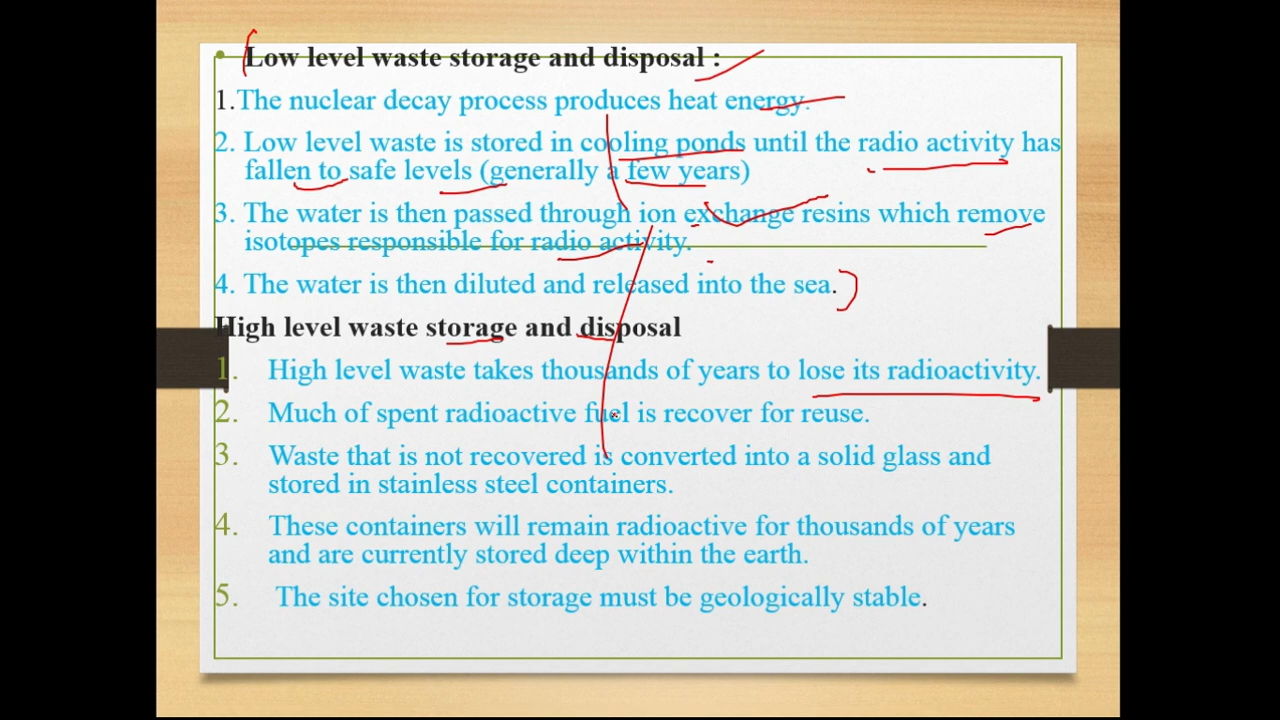 • Low level waste storage and disposal :
1.The nuclear decay process produces heat energy.
2. Low level waste is stored in cooling ponds until the radio activity has
fallen to safe levels (generally a few years)
3. The water is then passed through ion exchange resins which remove
isotopes responsible for radio activity.
4. The water is then diluted and released into the sea.
High level waste storage and disposal
1. High level waste takes thousands of years to lose its radioactivity.
2. Much of spent radioactive fuel is recover for reuse.
3. Waste that is not recovered is converted into a solid glass and
stored in stainless steel containers.
4. These containers will remain radioactive for thousands of years
and are currently stored deep within the earth.
5. The site chosen for storage must be geologically stable.